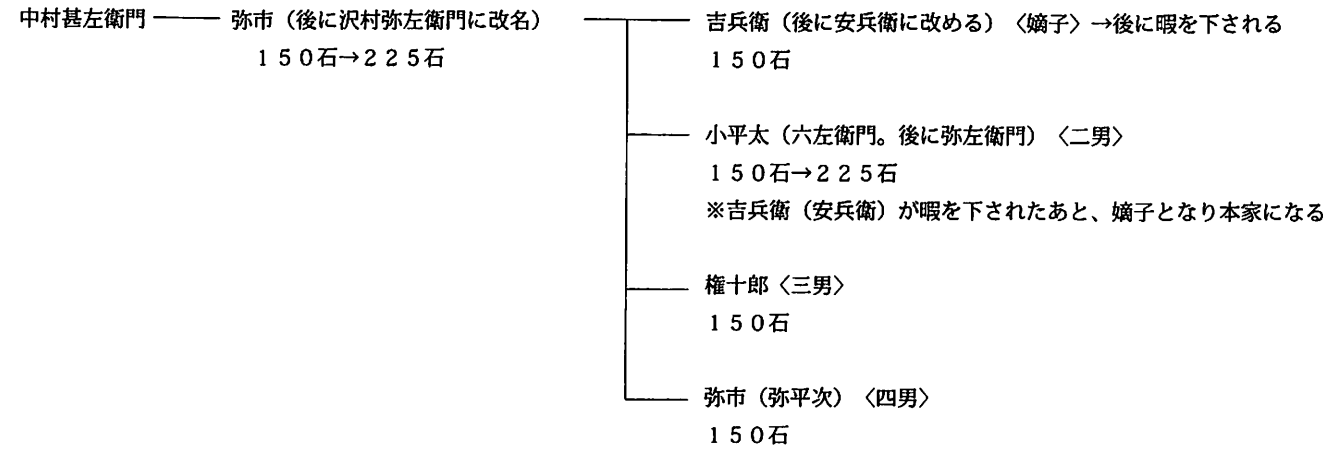 中村甚左衛門 弥市（後に沢村弥左衛門に改名） 吉兵衛（後に安兵衛に改める）〈嫡子〉→後に暇を下される
１５０石→２２５石 １５０石
小平太（六左衛門。後に弥左衛門）〈二男〉
１５０石→２２５石
※吉兵衛（安兵衛）が暇を下されたあと、嫡子となり本家になる
権十郎〈三男〉
１５０石
弥市（弥平次）〈四男〉
１５０石